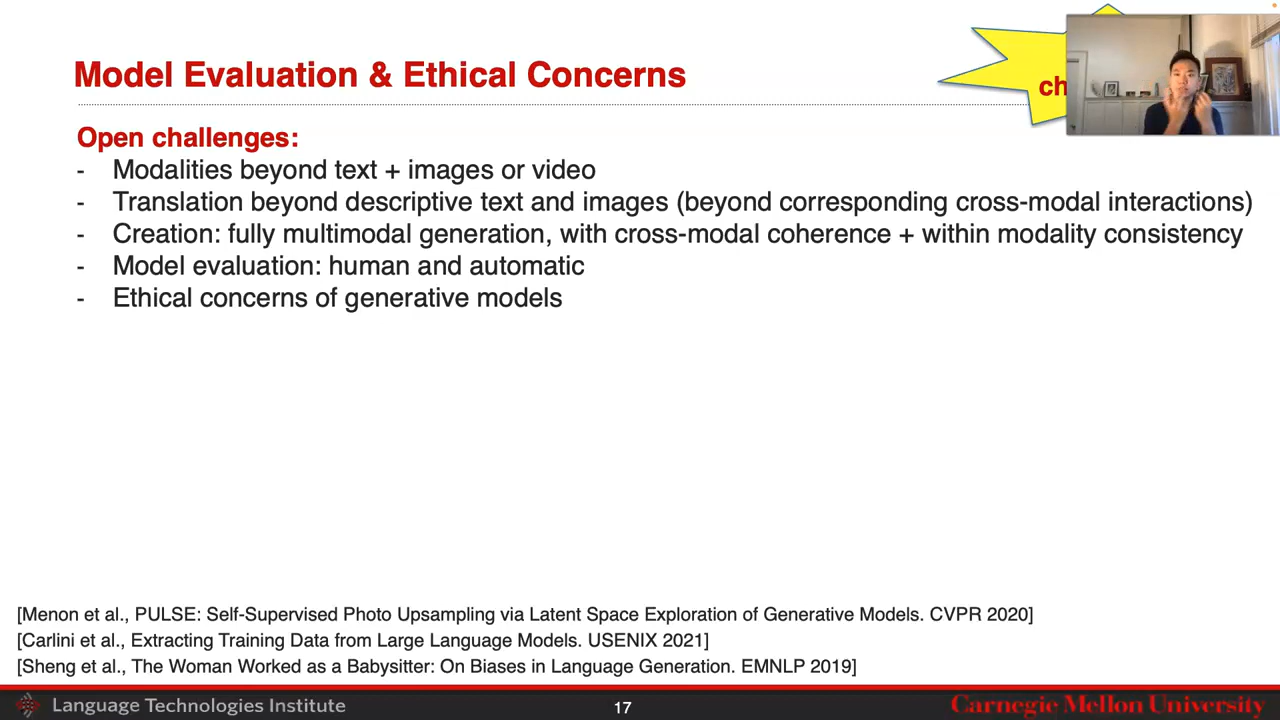 Model Evaluation & Ethical Concerns
Open challenges:
- Modalities beyond text + images or video
- Translation beyond descriptive text and images (beyond corresponding cross-modal interactions)
- Creation: fully multimodal generation, with cross-modal coherence + within modality consistency
- Model evaluation: human and automatic
- Ethical concerns of generative models
[Menon et al., PULSE: Self-Supervised Photo Upsampling via Latent Space Exploration of Generative Models. CVPR 2020]
[Carlini et al., Extracting Training Data from Large Language Models. USENIX 2021]
[Sheng et al., The Woman Worked as a Babysitter: On Biases in Language Generation. EMNLP 2019]
Language Technologies Institute
17
Carnegie Mellon University